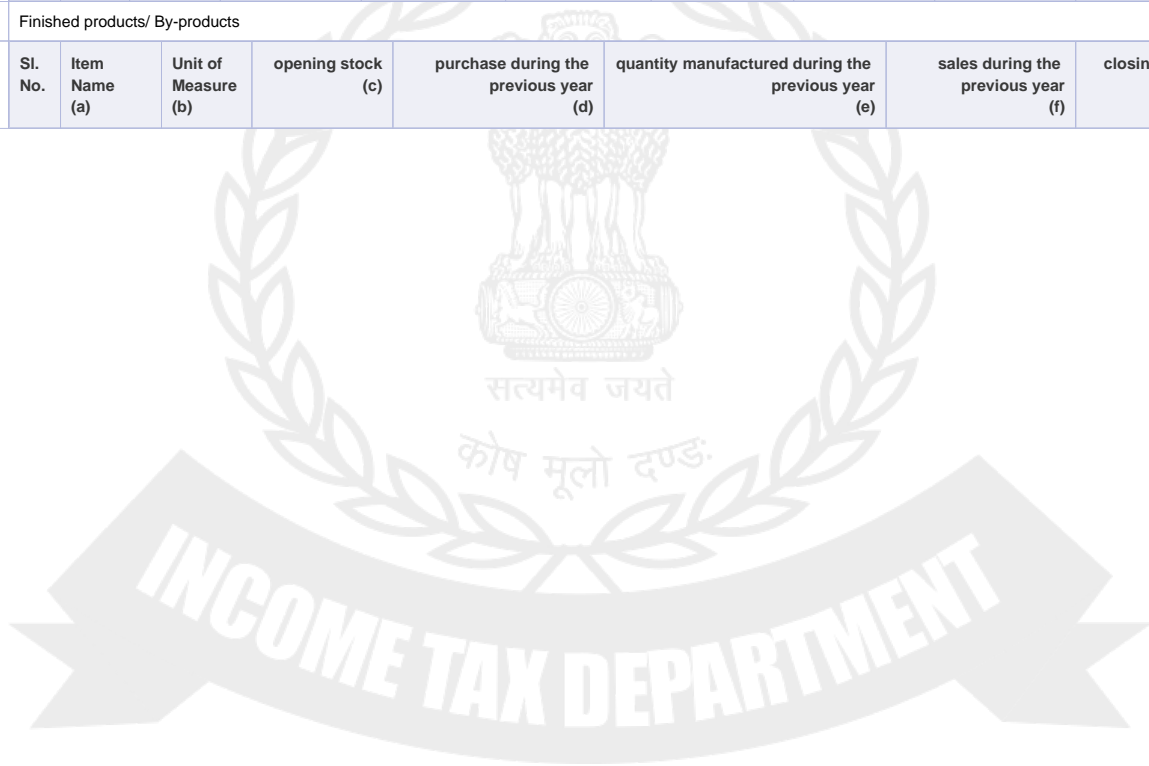 Finished products/ By-products
Sl. No. Item Name (a) Unit of Measure (b) opening stock (c) purchase during the previous year (d) quantity manufactured during the previous year (e) sales during the previous year (f) closin
सत्यमेव जयते
कोष मूलो दण्डः
INCOME TAX DEPARTMENT